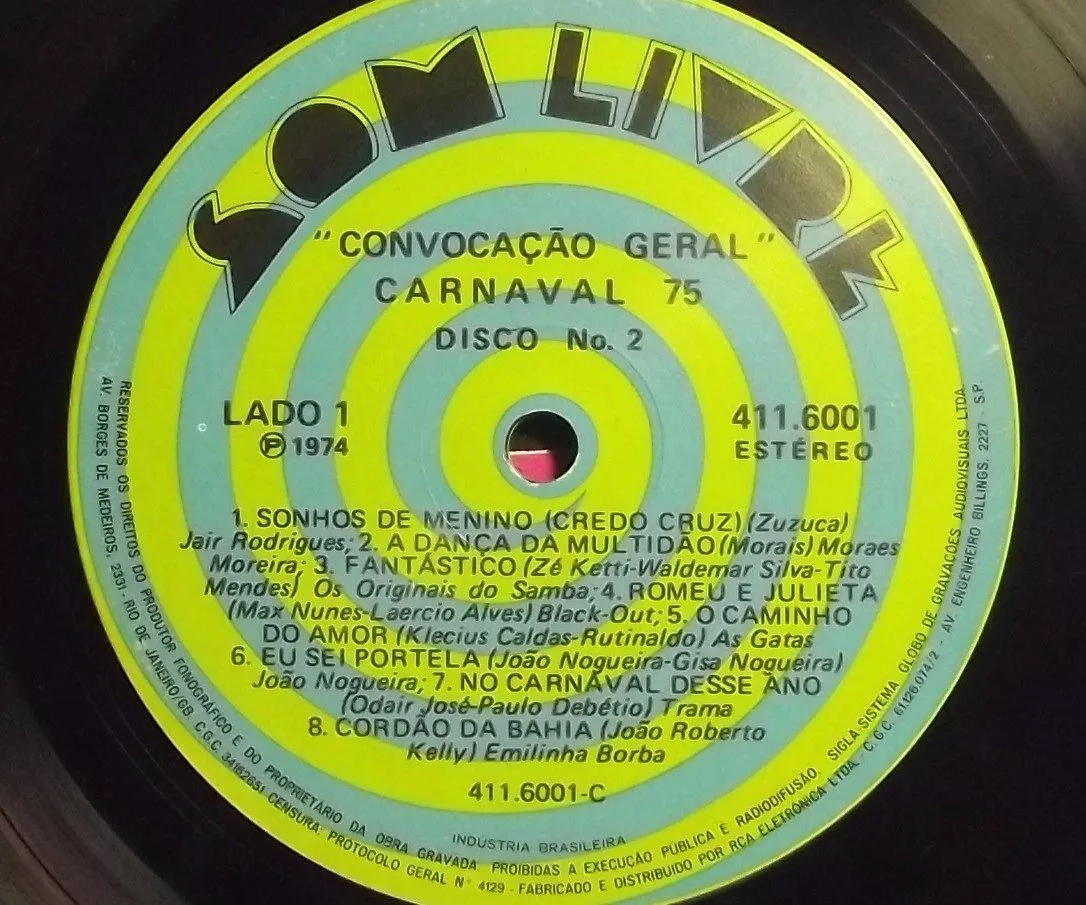 SOM LIVRE
"CONVOCAÇÃO GERAL"
CARNAVAL 75
DISCO No. 2
LADO 1
℗ 1974
411.6001
ESTÉREO
1. SONHOS DE MENINO (CREDO CRUZ) (Zuzuca)
Jair Rodrigues; 2. A DANÇA DA MULTIDÃO (Morais) Moraes
Moreira; 3. FANTÁSTICO (Zé Ketti-Waldemar Silva-Tito
Mendes) Os Originais do Samba; 4. ROMEU E JULIETA
(Max Nunes-Laercio Alves) Black-Out; 5. O CAMINHO
DO AMOR (Klecius Caldas-Rutinaldo) As Gatas
6. EU SEI PORTELA (João Nogueira-Gisa Nogueira)
João Nogueira; 7. NO CARNAVAL DESSE ANO
(Odair José-Paulo Debétio) Trama
8. CORDÃO DA BAHIA (João Roberto
Kelly) Emilinha Borba
411.6001-C
INDÚSTRIA BRASILEIRA
RESERVADOS OS DIREITOS DO PRODUTOR FONOGRÁFICO E DO PROPRIETÁRIO DA OBRA GRAVADA. PROIBIDAS A EXECUÇÃO PÚBLICA E RADIODIFUSÃO. SIGLA-SISTEMA GLOBO DE GRAVAÇÕES AUDIOVISUAIS LTDA.
AV. BORGES DE MEDEIROS, 2331 - RIO DE JANEIRO/GB C.G.C. 34162651 CENSURA: PROTOCOLO GERAL N° 4129 - FABRICADO E DISTRIBUIDO POR RCA ELETRÔNICA LTDA. C.G.C. 61126.074/2 - AV. ENGENHEIRO BILLINGS, 2227 - S.P.